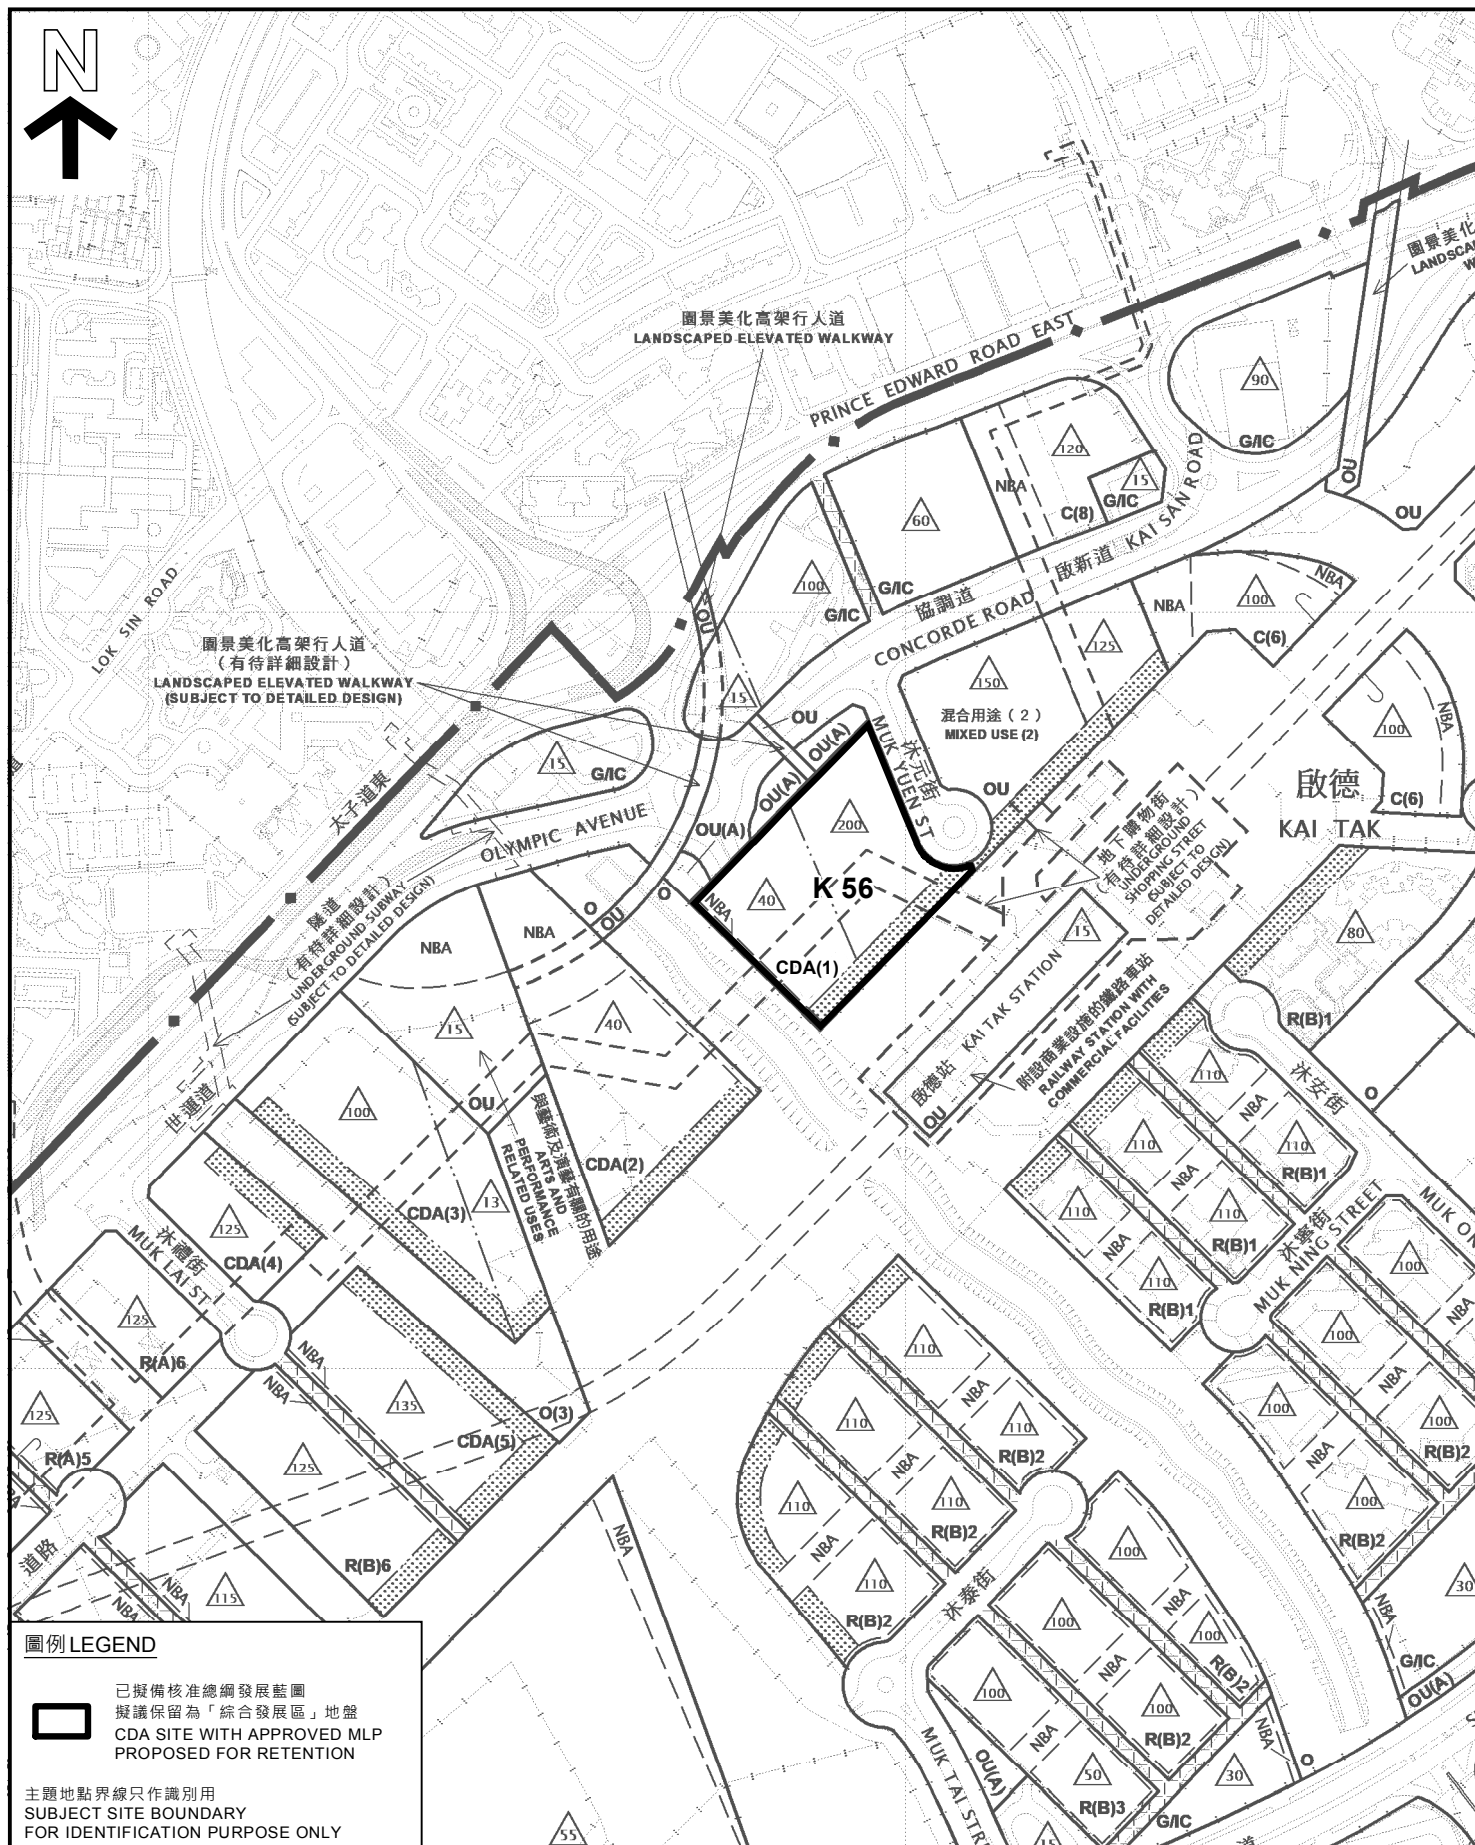 N
園景美化高架行人道
LANDSCAPED ELEVATED WALKWAY
PRINCE EDWARD ROAD EAST
園景美化
90
G/IC
OU
OU
120
15
G/IC
C(8)
NBA
60
G/IC
100
G/IC
啟新道 KAI SAN ROAD
協調道
CONCORDE ROAD
NBA
100
NBA
C(6)
125
150
混合用途（2）
MIXED USE (2)
OU
100
NBA
C(6)
啟德
KAI TAK
LOK SIN ROAD
園景美化高架行人道
（有待詳細設計）
LANDSCAPED ELEVATED WALKWAY
(SUBJECT TO DETAILED DESIGN)
OU
15
OU
OU(A)
OU(A)
OU(A)
沐元街
MUK YUEN ST
15
G/IC
太子道東
OLYMPIC AVENUE
200
40
K 56
NBA
CDA(1)
地下購物街
（有待詳細設計）
UNDERGROUND
SHOPPING STREET
(SUBJECT TO
DETAILED DESIGN)
隧道
（有待詳細設計）
UNDERGROUND SUBWAY
(SUBJECT TO DETAILED DESIGN)
世運道
O
OU
O
NBA
NBA
15
40
100
OU
與藝術及演藝有關的用途
ARTS AND
PERFORMANCE
RELATED USES
CDA(2)
CDA(3)
13
15
啟德站 KAI TAK STATION
OU
附設商業設施的鐵路車站
RAILWAY STATION WITH
COMMERCIAL FACILITIES
80
R(B)1
沐安街
O
MUK ON
110
NBA
110
R(B)1
110
NBA
110
R(B)1
110
NBA
110
R(B)1
沐寧街
MUK NING STREET
125
CDA(4)
沐禮街
MUK LAI ST
125
R(A)6
125
R(A)5
NBA
NBA
135
CDA(5)
O(3)
125
R(B)6
道路
NBA
NBA
115
NBA
110
NBA
110
R(B)2
110
NBA
110
R(B)2
110
NBA
110
R(B)2
沐泰街
100
NBA
100
NBA
100
R(B)2
100
NBA
100
R(B)2
30
100
NBA
100
R(B)2
100
NBA
100
R(B)2
100
NBA
50
R(B)3
30
G/IC
NBA
O
NBA
G/IC
OU(A)
OU(A)
MUK TAI STR
15
55
圖例 LEGEND
已擬備核准總綱發展藍圖
擬議保留為「綜合發展區」地盤
CDA SITE WITH APPROVED MLP
PROPOSED FOR RETENTION
主題地點界線只作識別用
SUBJECT SITE BOUNDARY
FOR IDENTIFICATION PURPOSE ONLY